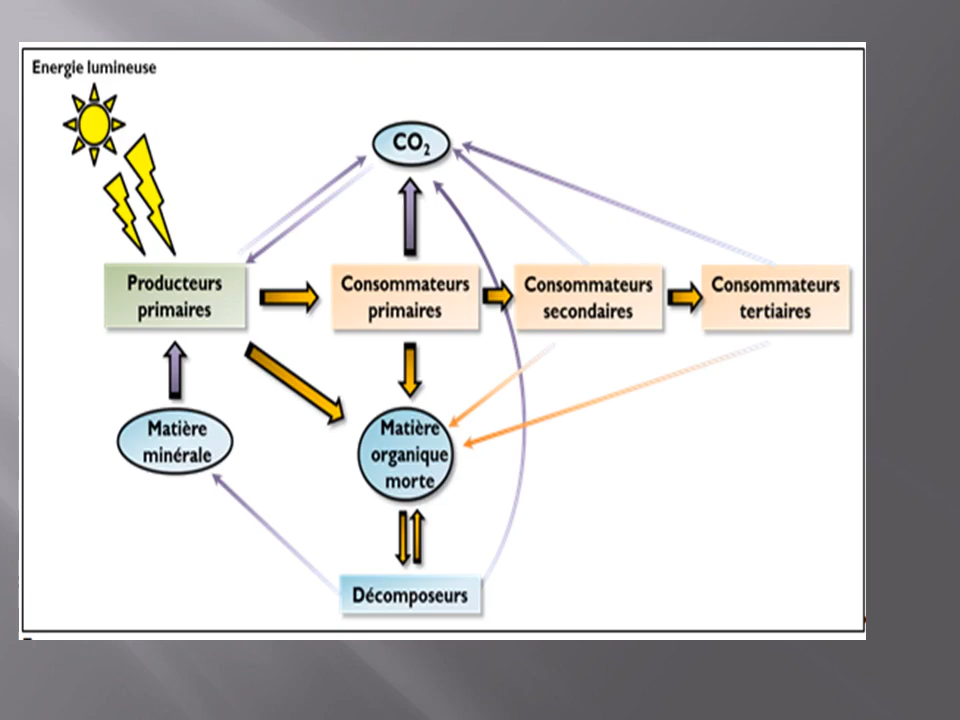 Energie lumineuse
CO₂
Producteurs
primaires
Consommateurs
primaires
Consommateurs
secondaires
Consommateurs
tertiaires
Matière
minérale
Matière
organique
morte
Décomposeurs